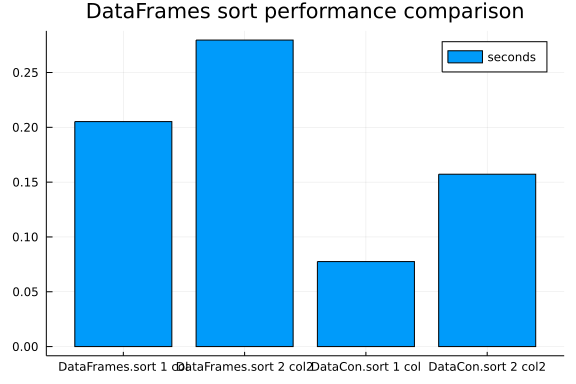 DataFrames sort performance comparison
seconds
0.25
0.20
0.15
0.10
0.05
0.00
DataFrames.sort 1 col
DataFrames.sort 2 col2
DataCon.sort 1 col
DataCon.sort 2 col2